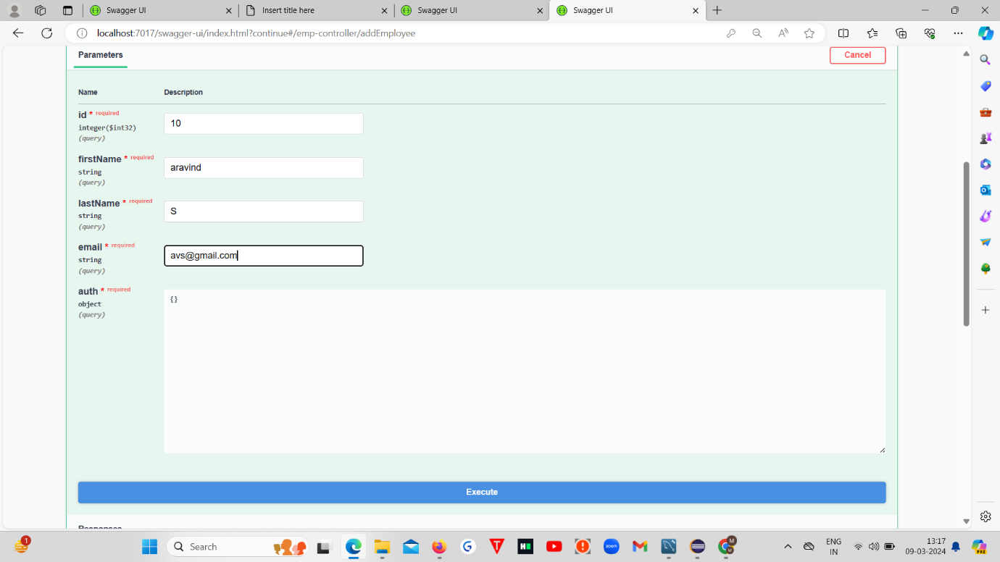 Swagger UI
Insert title here
Swagger UI
Swagger UI
localhost:7017/swagger-ui/index.html?continue#/emp-controller/addEmployee
Parameters
Cancel
Name Description
id * required
integer($int32)
(query)
10
firstName * required
string
(query)
aravind
lastName * required
string
(query)
S
email * required
string
(query)
avs@gmail.com
auth * required
object
(query)
{}
Execute
1
Search
ENG
IN
13:17
09-03-2024